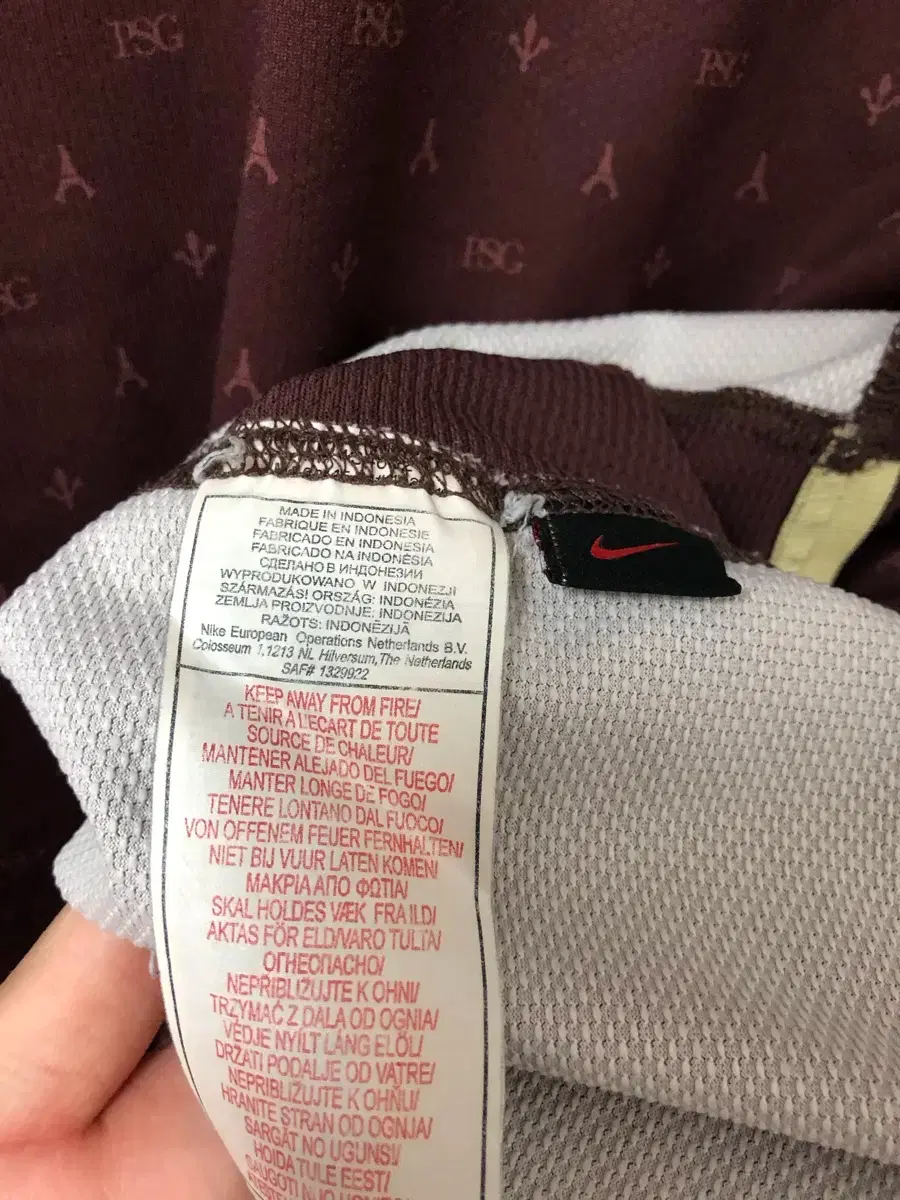 PSG
PSG
PSG
PSG
MADE IN INDONESIA
FABRIQUE EN INDONESIE
FABRICADO EN INDONESIA
FABRICADO NA INDONÉSIA
СДЕЛАНО В ИНДОНЕЗИИ
WYPRODUKOWANO W INDONEZJI
SZÁRMAZÁSI ORSZÁG: INDONÉZIA
ZEMLJA PROIZVODNJE: INDONEZIJA
RAŽOTS: INDONĒZIJĀ
Nike European Operations Netherlands B.V.
Colosseum 1,1213 NL Hilversum, The Netherlands
SAF# 1329922
KEEP AWAY FROM FIRE/
A TENIR A L'ECART DE TOUTE
SOURCE DE CHALEUR/
MANTENER ALEJADO DEL FUEGO/
MANTER LONGE DE FOGO/
TENERE LONTANO DAL FUOCO/
VON OFFENEM FEUER FERNHALTEN/
NIET BIJ VUUR LATEN KOMEN/
ΜΑΚΡΙΑ ΑΠΟ ΦΩΤΙΑ/
SKAL HOLDES VÆK FRA ILD/
AKTAS FÖR ELD/VARO TULTA/
ОГНЕОПАСНО/
NEPŘIBLIŽUJTE K OHNI/
TRZYMAĆ Z DALA OD OGNIA/
VÉDJE NYÍLT LÁNG ELŐL/
DRŽATI PODALJE OD VATRE/
NEPRIBLIŽUJTE K OHŇU/
HRANITE STRAN OD OGNJA/
SARGĀT NO UGUNS/
HOIDA TULE EEST/
SAUGOTI NUO UGNIES/